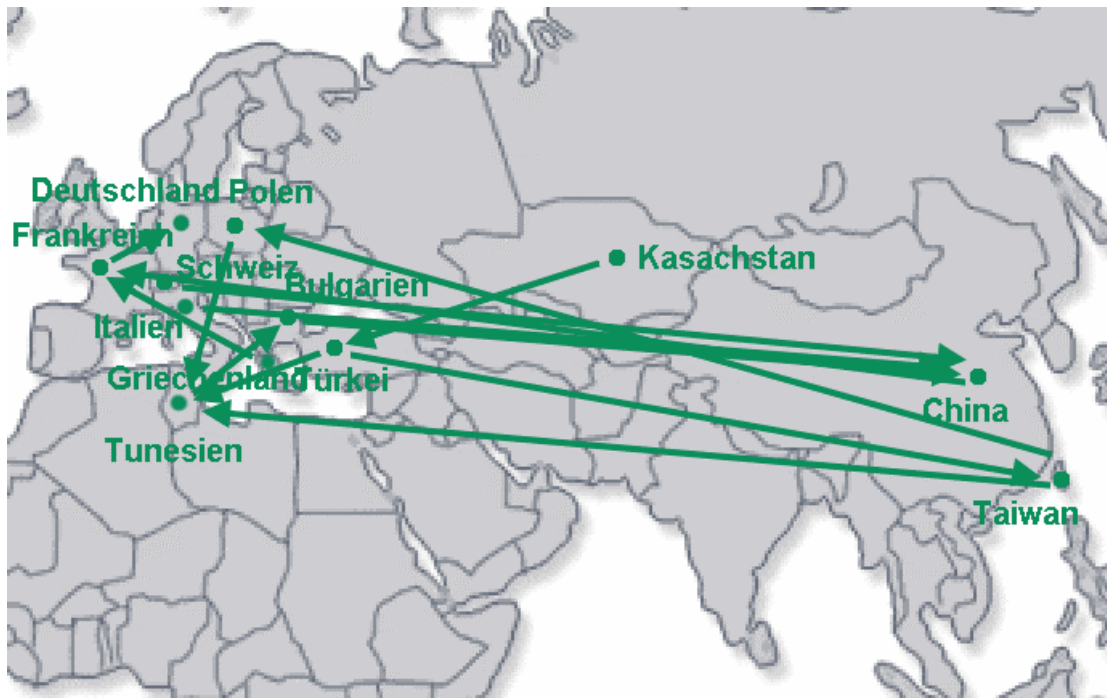 Deutschland
Polen
Frankreich
Schweiz
Kasachstan
Bulgarien
Italien
Griechenland
Türkei
China
Tunesien
Taiwan